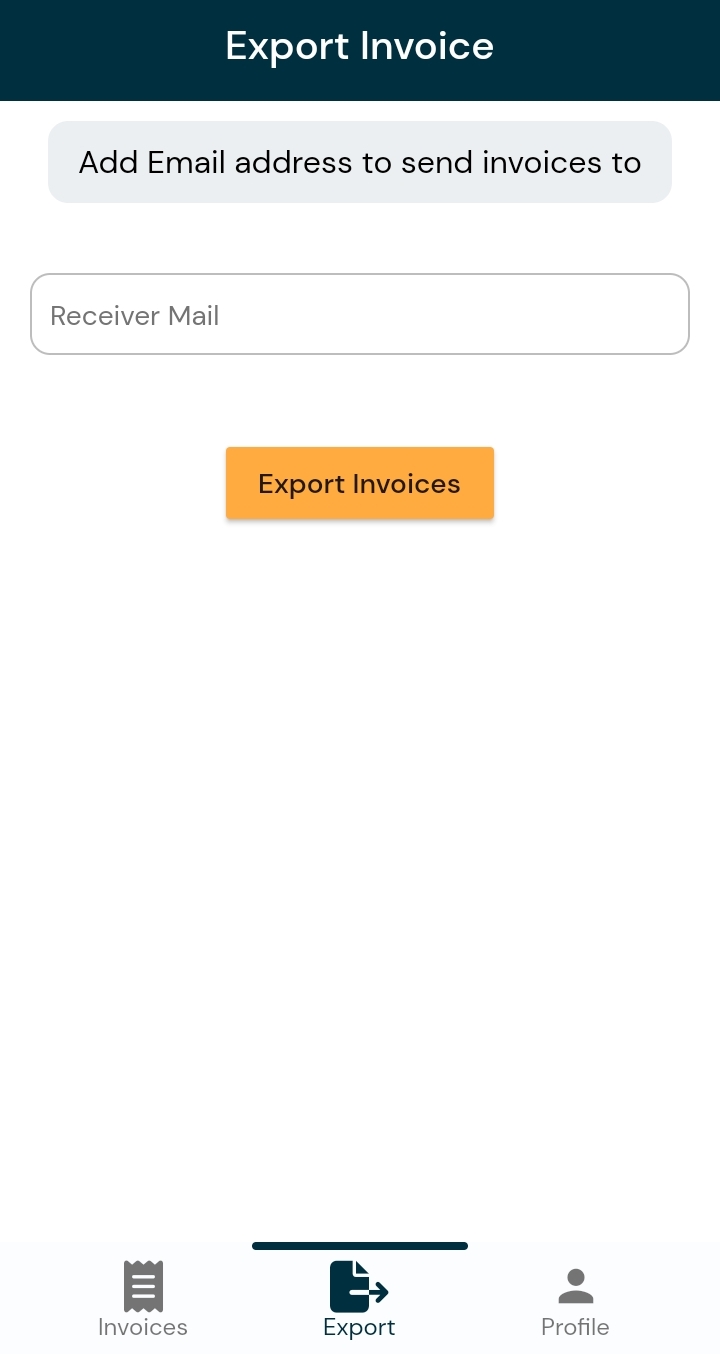 Export Invoice
Add Email address to send invoices to
Receiver Mail
Export Invoices
Invoices
Export
Profile